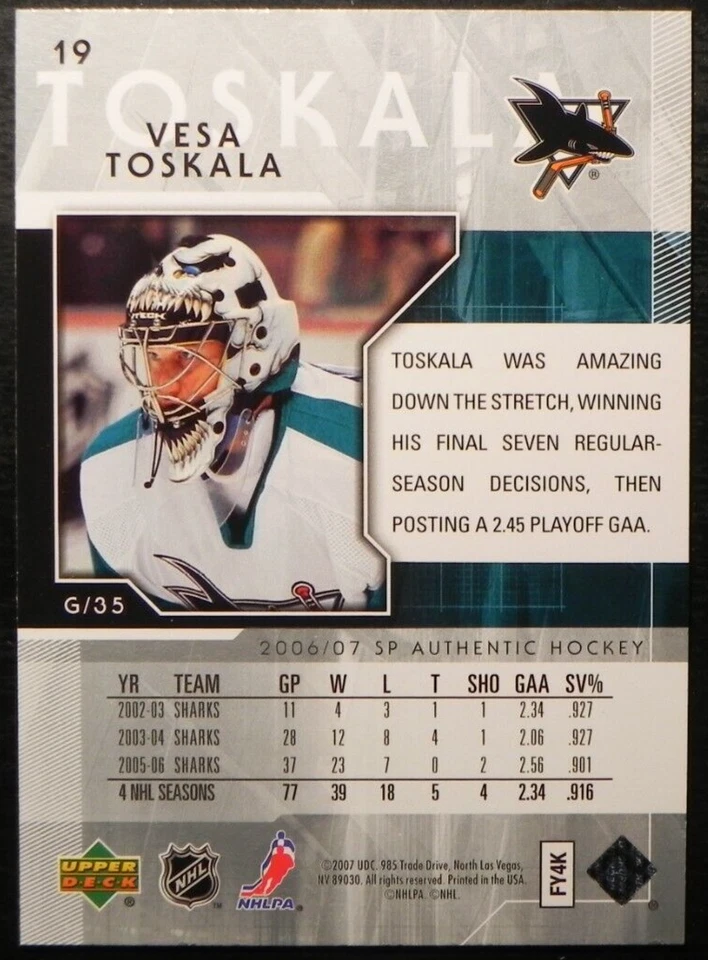 19
TOSKALA
VESA
TOSKALA
®
ITECH
TOSKALA WAS AMAZING
DOWN THE STRETCH, WINNING
HIS FINAL SEVEN REGULAR-
SEASON DECISIONS, THEN
POSTING A 2.45 PLAYOFF GAA.
G/35
2006/07 SP AUTHENTIC HOCKEY
YR TEAM GP W L T SHO GAA SV%
2002-03 SHARKS 11 4 3 1 1 2.34 .927
2003-04 SHARKS 28 12 8 4 1 2.06 .927
2005-06 SHARKS 37 23 7 0 2 2.56 .901
4 NHL SEASONS 77 39 18 5 4 2.34 .916
UPPER
DECK
®
NHL
NHLPA
©2007 UDC. 985 Trade Drive, North Las Vegas,
NV 89030. All rights reserved. Printed in the USA.
©NHLPA. ©NHL.
FY4K